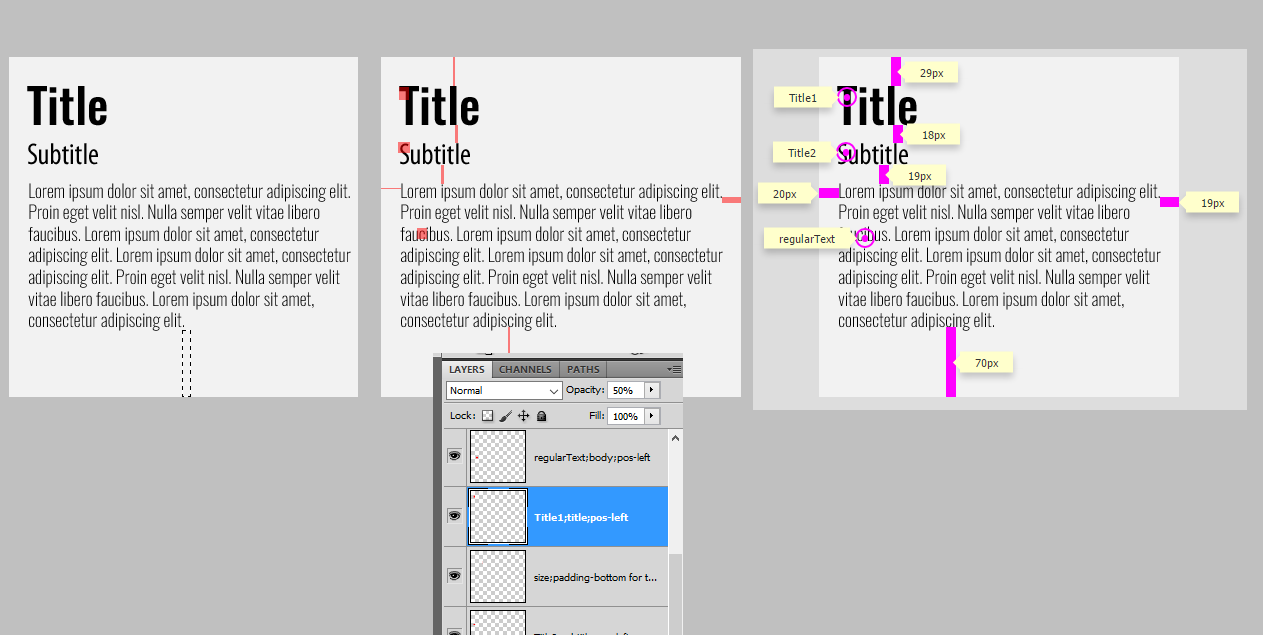 Title
Subtitle
Lorem ipsum dolor sit amet, consectetur adipiscing elit.
Proin eget velit nisl. Nulla semper velit vitae libero
faucibus. Lorem ipsum dolor sit amet, consectetur
adipiscing elit. Proin eget velit nisl. Lorem ipsum dolor sit amet, consectetur
adipiscing elit. Proin eget velit nisl. Nulla semper velit
vitae libero faucibus. Lorem ipsum dolor sit amet,
consectetur adipiscing elit.
Title
Subtitle
Lorem ipsum dolor sit amet, consectetur adipiscing elit.
Proin eget velit nisl. Nulla semper velit vitae libero
faucibus. Lorem ipsum dolor sit amet, consectetur
adipiscing elit. Lorem ipsum dolor sit amet, consectetur
adipiscing elit. Proin eget velit nisl. Nulla semper velit
vitae libero faucibus. Lorem ipsum dolor sit amet,
consectetur adipiscing elit.
LAYERS CHANNELS PATHS
Normal Opacity: 50%
Lock: Fill: 100%
regularText;body;pos-left
Title1;title;pos-left
size;padding-bottom for t...
29px
Title1
Title
18px
Title2
Subtitle
19px
20px
Lorem ipsum dolor sit amet, consectetur adipiscing elit.
19px
Proin eget velit nisl. Nulla semper velit vitae libero
regularText
faucibus. Lorem ipsum dolor sit amet, consectetur
adipiscing elit. Lorem ipsum dolor sit amet, consectetur
adipiscing elit. Proin eget velit nisl. Nulla semper velit
vitae libero faucibus. Lorem ipsum dolor sit amet,
consectetur adipiscing elit.
70px